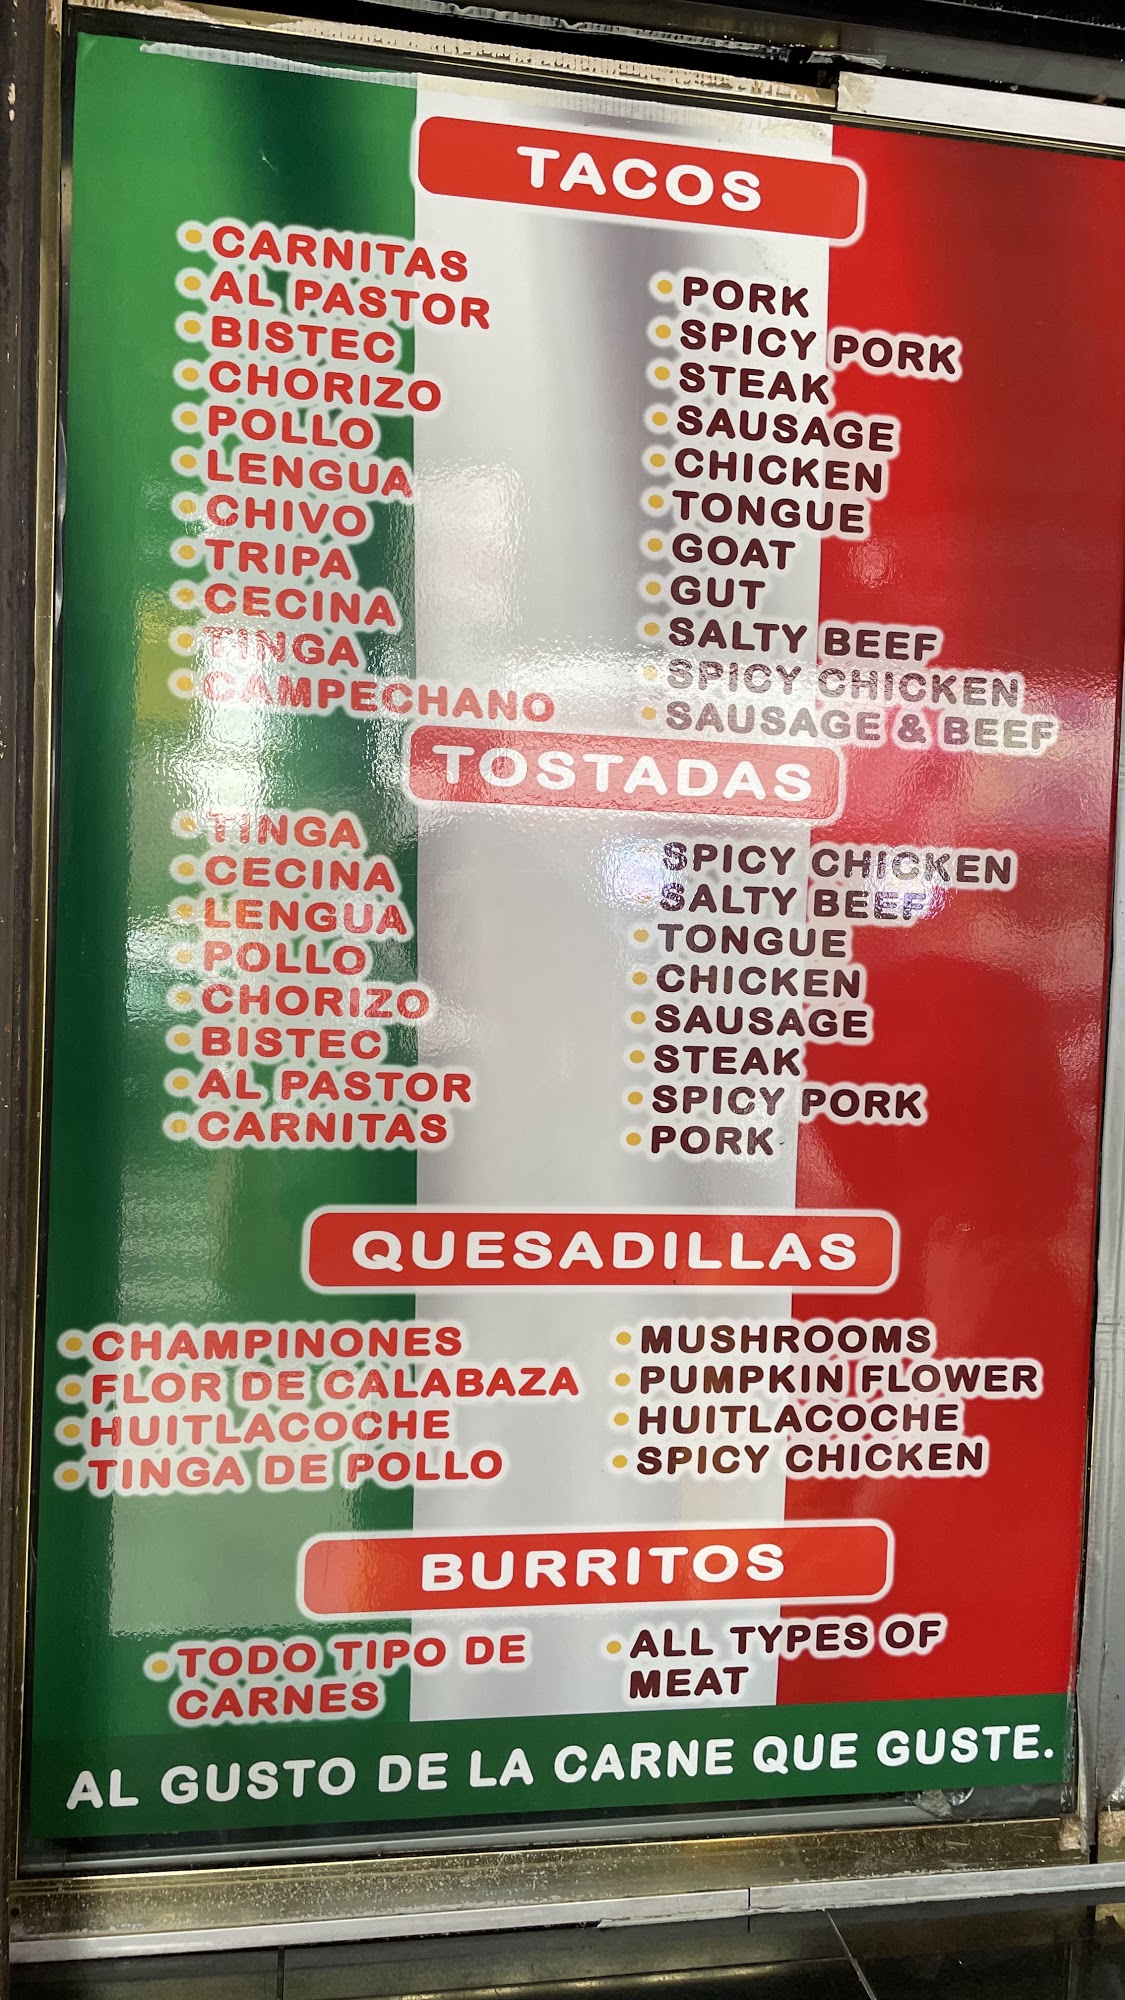 TACOS
CARNITAS
AL PASTOR
BISTEC
CHORIZO
POLLO
LENGUA
CHIVO
TRIPA
CECINA
TINGA
CAMPECHANO
PORK
SPICY PORK
STEAK
SAUSAGE
CHICKEN
TONGUE
GOAT
GUT
SALTY BEEF
SPICY CHICKEN
SAUSAGE & BEEF
TOSTADAS
TINGA
CECINA
LENGUA
POLLO
CHORIZO
BISTEC
AL PASTOR
CARNITAS
SPICY CHICKEN
SALTY BEEF
TONGUE
CHICKEN
SAUSAGE
STEAK
SPICY PORK
PORK
QUESADILLAS
CHAMPINONES
FLOR DE CALABAZA
HUITLACOCHE
TINGA DE POLLO
MUSHROOMS
PUMPKIN FLOWER
HUITLACOCHE
SPICY CHICKEN
BURRITOS
TODO TIPO DE
CARNES
ALL TYPES OF
MEAT
AL GUSTO DE LA CARNE QUE GUSTE.